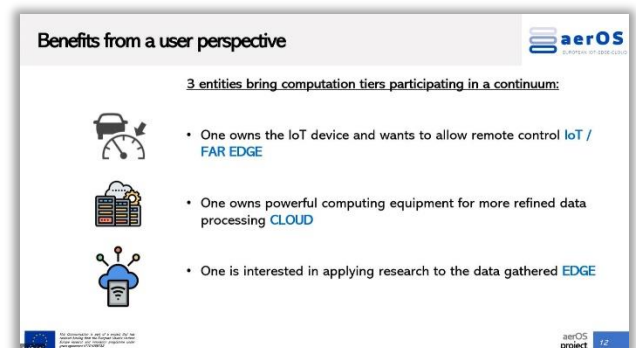 Benefits from a user perspective
aerOS
3 entities bring computation tiers participating in a continuum:
• One owns the IoT device and wants to allow remote control IoT /
FAR EDGE
• One owns powerful computing equipment for more refined data
processing CLOUD
• One is interested in applying research to the data gathered EDGE
aerOS
project
12